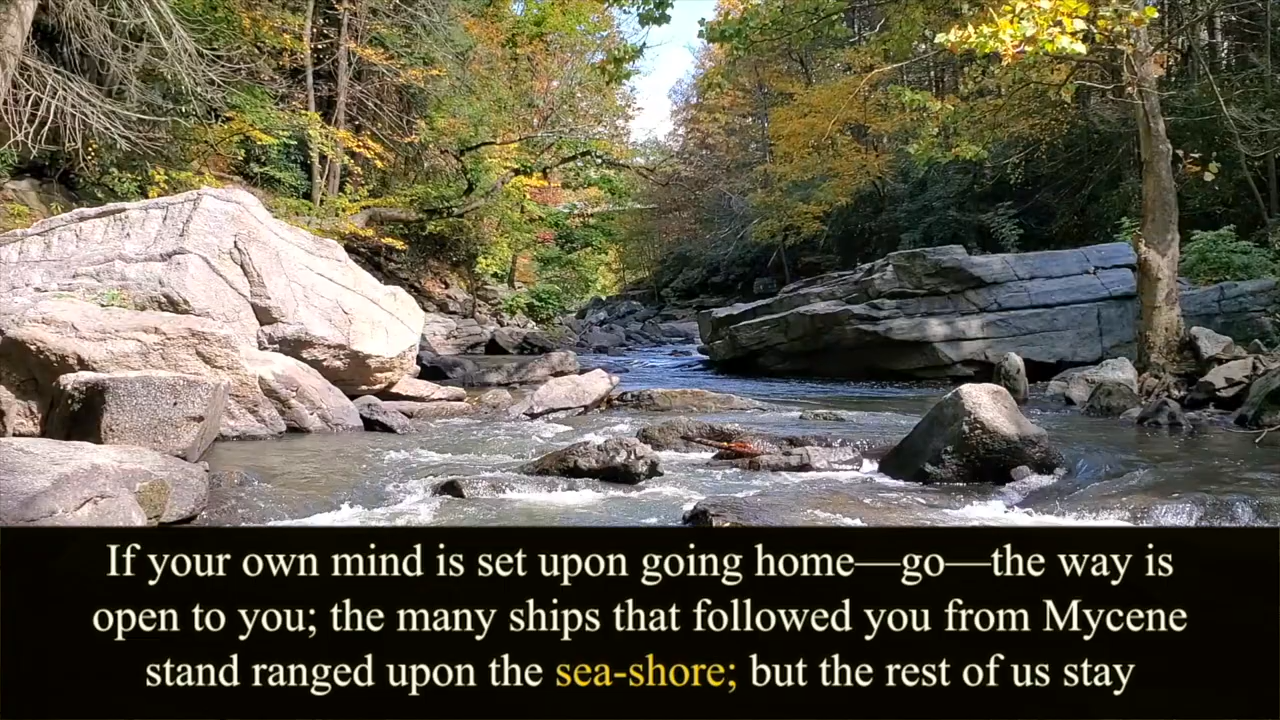 If your own mind is set upon going home—go—the way is
open to you; the many ships that followed you from Mycene
stand ranged upon the sea-shore; but the rest of us stay